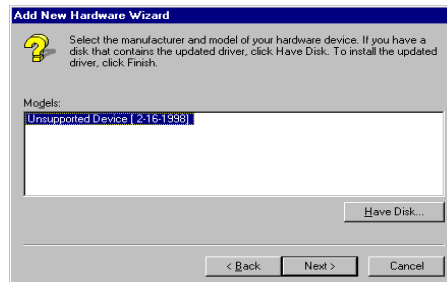 Add New Hardware Wizard
Select the manufacturer and model of your hardware device. If you have a
disk that contains the updated driver, click Have Disk. To install the updated
driver, click Finish.
Models:
Unsupported Device [ 2-16-1998]
Have Disk...
< Back
Next >
Cancel